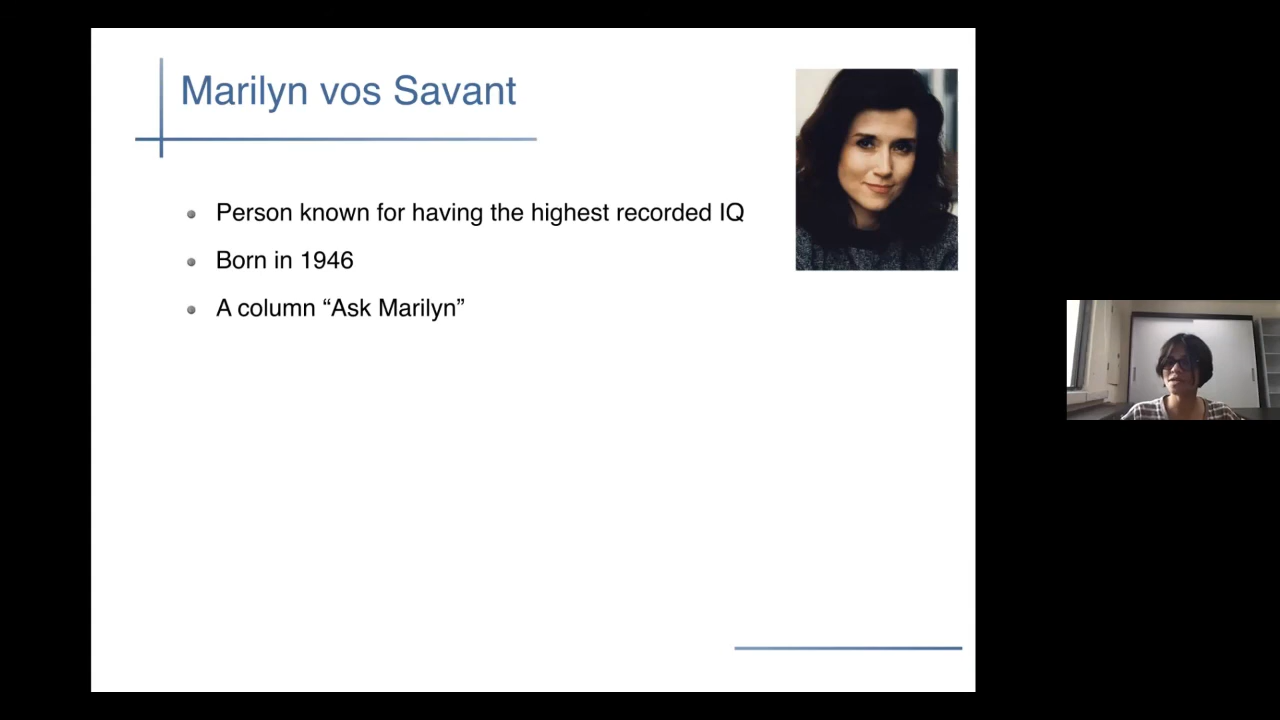 Marilyn vos Savant
Person known for having the highest recorded IQ
Born in 1946
A column “Ask Marilyn”